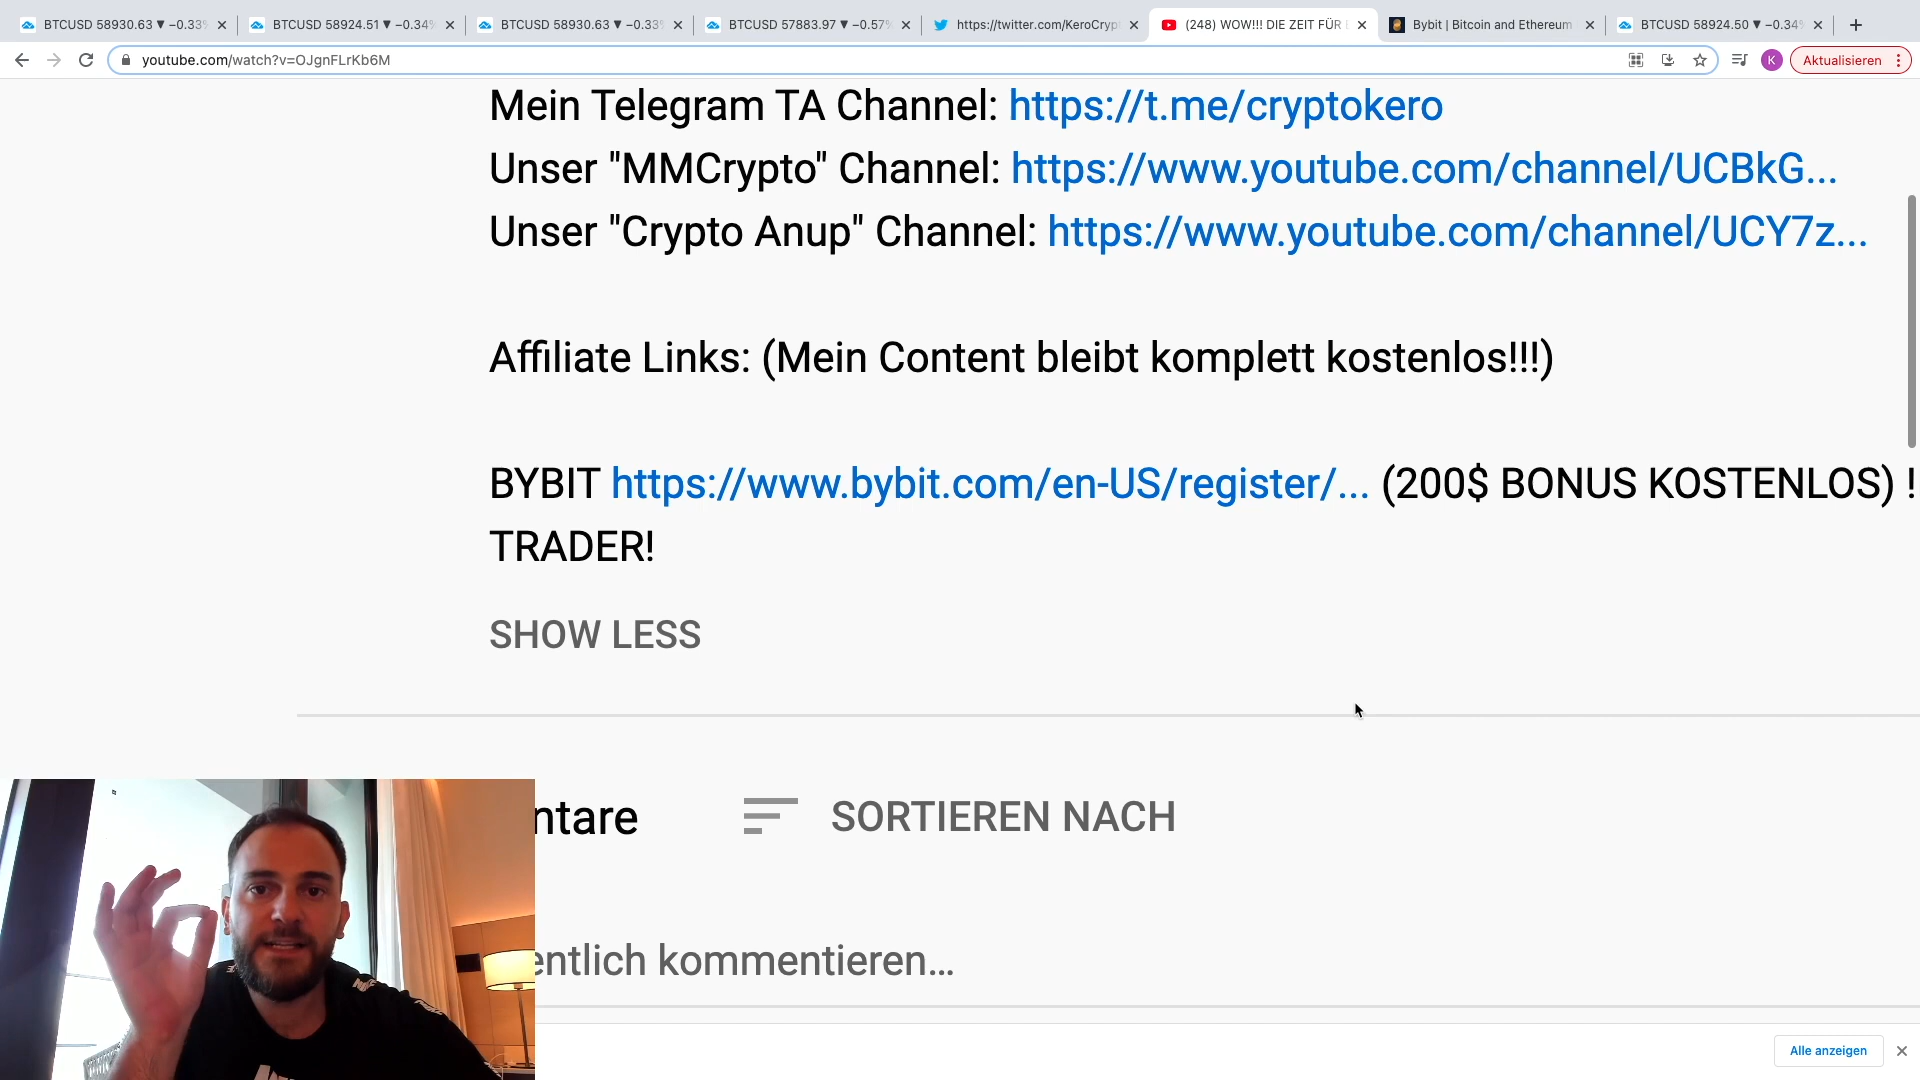 BTCUSD 58930.63 ▼ −0.33%
BTCUSD 58924.51 ▼ −0.34%
BTCUSD 58930.63 ▼ −0.33%
BTCUSD 57883.97 ▼ −0.57%
https://twitter.com/KeroCryp
(248) WOW!!! DIE ZEIT FÜR
Bybit | Bitcoin and Ethereum
BTCUSD 58924.50 ▼ −0.34%
youtube.com/watch?v=OJgnFLrKb6M
K
Aktualisieren
Mein Telegram TA Channel: https://t.me/cryptokero
Unser "MMCrypto" Channel: https://www.youtube.com/channel/UCBkG...
Unser "Crypto Anup" Channel: https://www.youtube.com/channel/UCY7z...
Affiliate Links: (Mein Content bleibt komplett kostenlos!!!)
BYBIT https://www.bybit.com/en-US/register/... (200$ BONUS KOSTENLOS) !
TRADER!
SHOW LESS
ntare
SORTIEREN NACH
entlich kommentieren...
Alle anzeigen